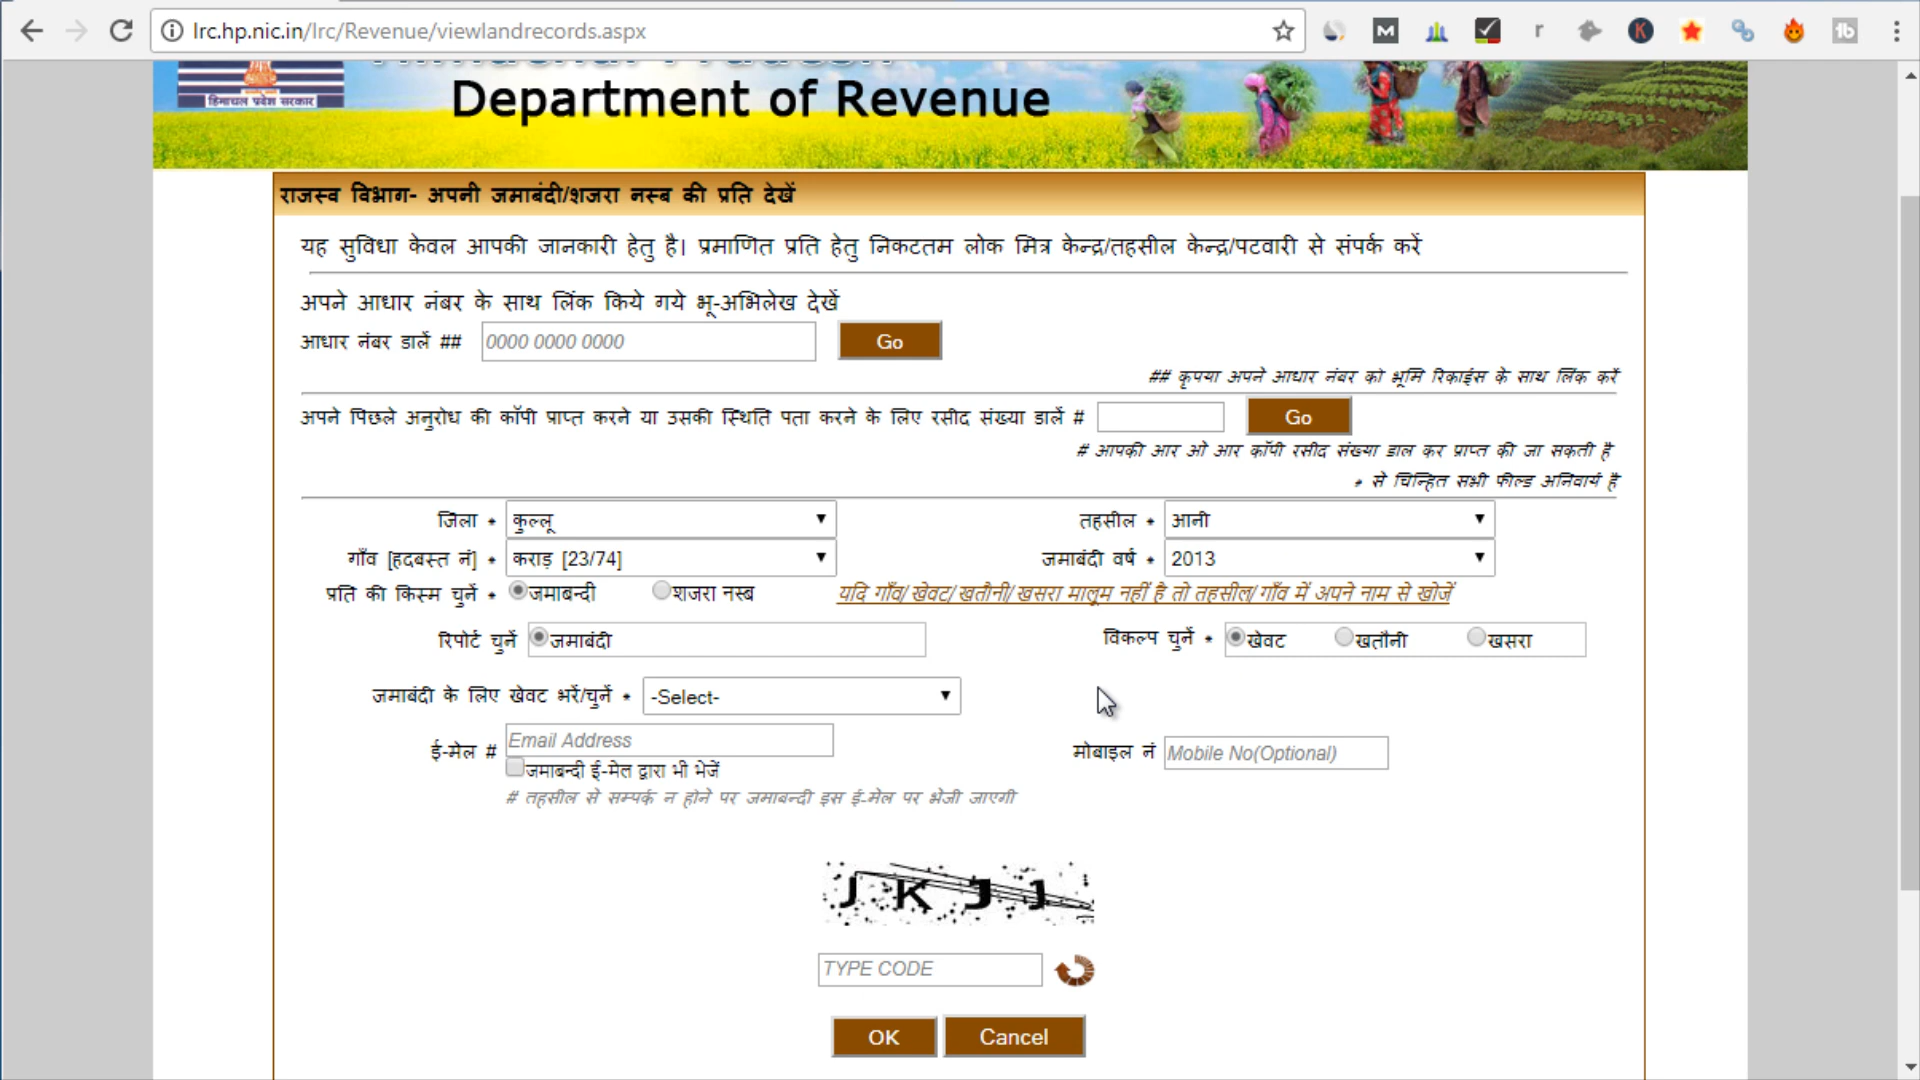 lrc.hp.nic.in/lrc/Revenue/viewlandrecords.aspx
हिमाचल प्रदेश सरकार
Himachal Pradesh
Department of Revenue
राजस्व विभाग- अपनी जमाबंदी/शजरा नस्ब की प्रति देखें
यह सुविधा केवल आपकी जानकारी हेतु है। प्रमाणित प्रति हेतु निकटतम लोक मित्र केन्द्र/तहसील केन्द्र/पटवारी से संपर्क करें
अपने आधार नंबर के साथ लिंक किये गये भू-अभिलेख देखें
आधार नंबर डालें ## 0000 0000 0000 Go
## कृपया अपने आधार नंबर को भूमि रिकार्डस के साथ लिंक करें
अपने पिछले अनुरोध की कॉपी प्राप्त करने या उसकी स्थिति पता करने के लिए रसीद संख्या डालें # Go
# आपकी आर ओ आर कॉपी रसीद संख्या डाल कर प्राप्त की जा सकती है
* से चिन्हित सभी फील्ड अनिवार्य है
जिला * कुल्लू तहसील * आनी
गाँव [हदबस्त नं] * कराड़ [23/74] जमाबंदी वर्ष * 2013
प्रति की किस्म चुनें * जमाबन्दी शजरा नस्ब यदि गाँव/खेवट/खतौनी/खसरा मालूम नहीं है तो तहसील/गाँव में अपने नाम से खोजें
रिपोर्ट चुनें जमाबंदी विकल्प चुनें * खेवट खतौनी खसरा
जमाबंदी के लिए खेवट भरें/चुनें * -Select-
ई-मेल # Email Address मोबाइल नं Mobile No(Optional)
जमाबन्दी ई-मेल द्वारा भी भेजें
# तहसील से सम्पर्क न होने पर जमाबन्दी इस ई-मेल पर भेजी जाएगी
J K J J
TYPE CODE
OK Cancel